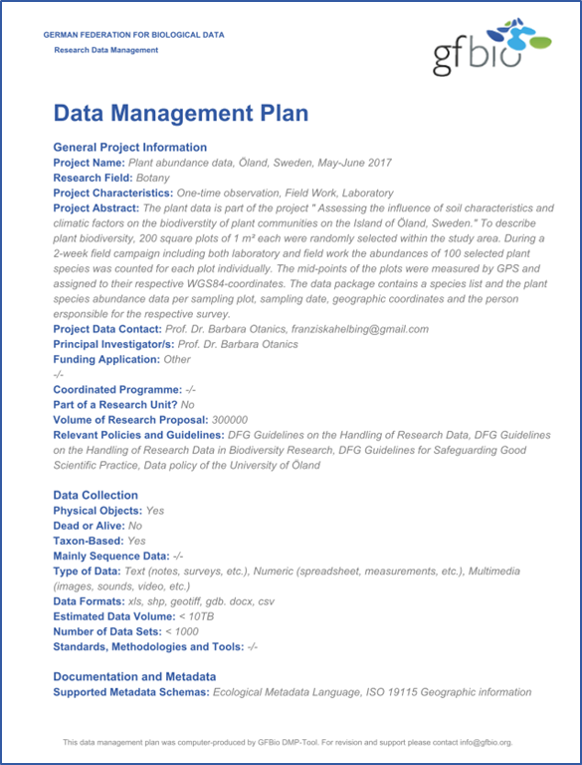 GERMAN FEDERATION FOR BIOLOGICAL DATA
Research Data Management
gfbio
Data Management Plan
General Project Information
Project Name: Plant abundance data, Öland, Sweden, May-June 2017
Research Field: Botany
Project Characteristics: One-time observation, Field Work, Laboratory
Project Abstract: The plant data is part of the project " Assessing the influence of soil characteristics and
climatic factors on the biodiverstity of plant communities on the Island of Öland, Sweden." To describe
plant biodiversity, 200 square plots of 1 m² each were randomly selected within the study area. During a
2-week field campaign including both laboratory and field work the abundances of 100 selected plant
species was counted for each plot individually. The mid-points of the plots were measured by GPS and
assigned to their respective WGS84-coordinates. The data package contains a species list and the plant
species abundance data per sampling plot, sampling date, geographic coordinates and the person
ersponsible for the respective survey.
Project Data Contact: Prof. Dr. Barbara Otanics, franziskahelbing@gmail.com
Principal Investigator/s: Prof. Dr. Barbara Otanics
Funding Application: Other
-/-
Coordinated Programme: -/-
Part of a Research Unit? No
Volume of Research Proposal: 300000
Relevant Policies and Guidelines: DFG Guidelines on the Handling of Research Data, DFG Guidelines
on the Handling of Research Data in Biodiversity Research, DFG Guidelines for Safeguarding Good
Scientific Practice, Data policy of the University of Öland
Data Collection
Physical Objects: Yes
Dead or Alive: No
Taxon-Based: Yes
Mainly Sequence Data: -/-
Type of Data: Text (notes, surveys, etc.), Numeric (spreadsheet, measurements, etc.), Multimedia
(images, sounds, video, etc.)
Data Formats: xls, shp, geotiff, gdb. docx, csv
Estimated Data Volume: < 10TB
Number of Data Sets: < 1000
Standards, Methodologies and Tools: -/-
Documentation and Metadata
Supported Metadata Schemas: Ecological Metadata Language, ISO 19115 Geographic information
This data management plan was computer-produced by GFBio DMP-Tool. For revision and support please contact info@gfbio.org.